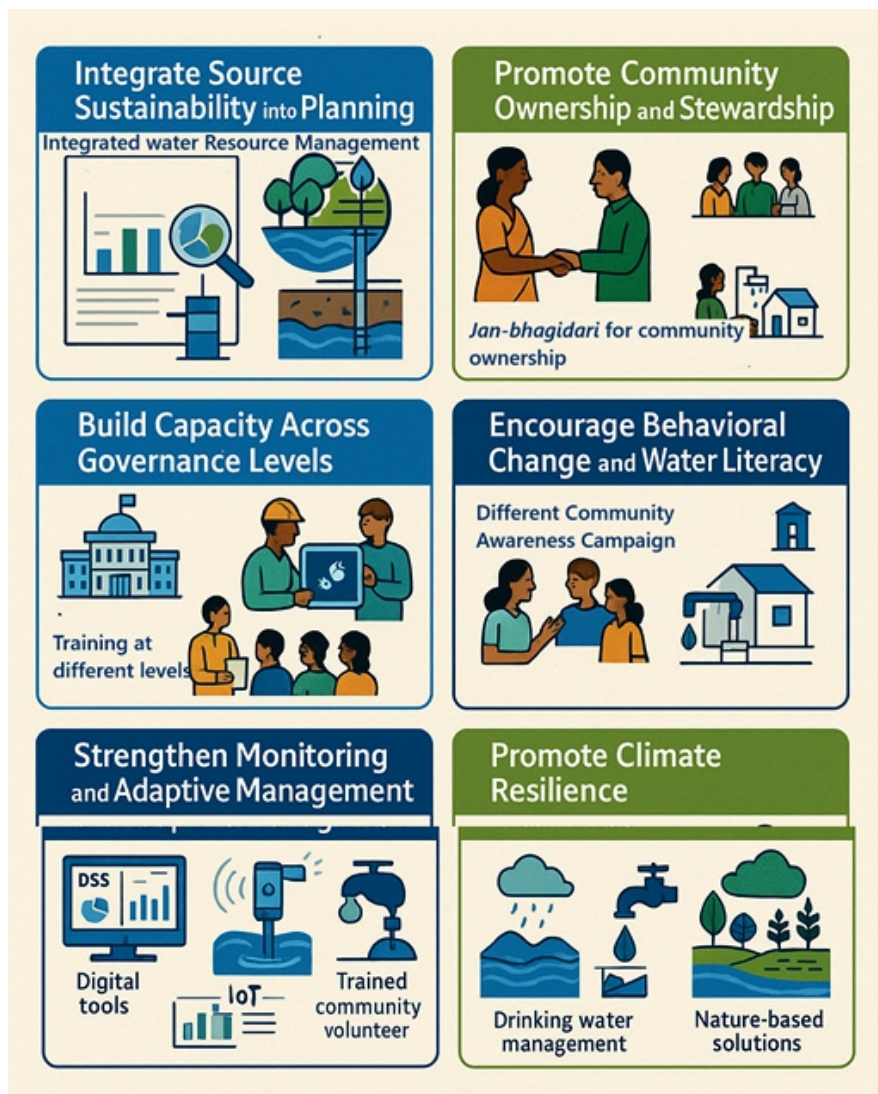 Integrate Source
Sustainability into Planning
Integrated water Resource Management
Promote Community
Ownership and Stewardship
Jan-bhagidari for community
ownership
Build Capacity Across
Governance Levels
Training at
different levels
Encourage Behavioral
Change and Water Literacy
Different Community
Awareness Campaign
Strengthen Monitoring
and Adaptive Management
DSS
Digital
tools
IoT
Trained
community
volunteer
Promote Climate
Resilience
Drinking water
management
Nature-based
solutions